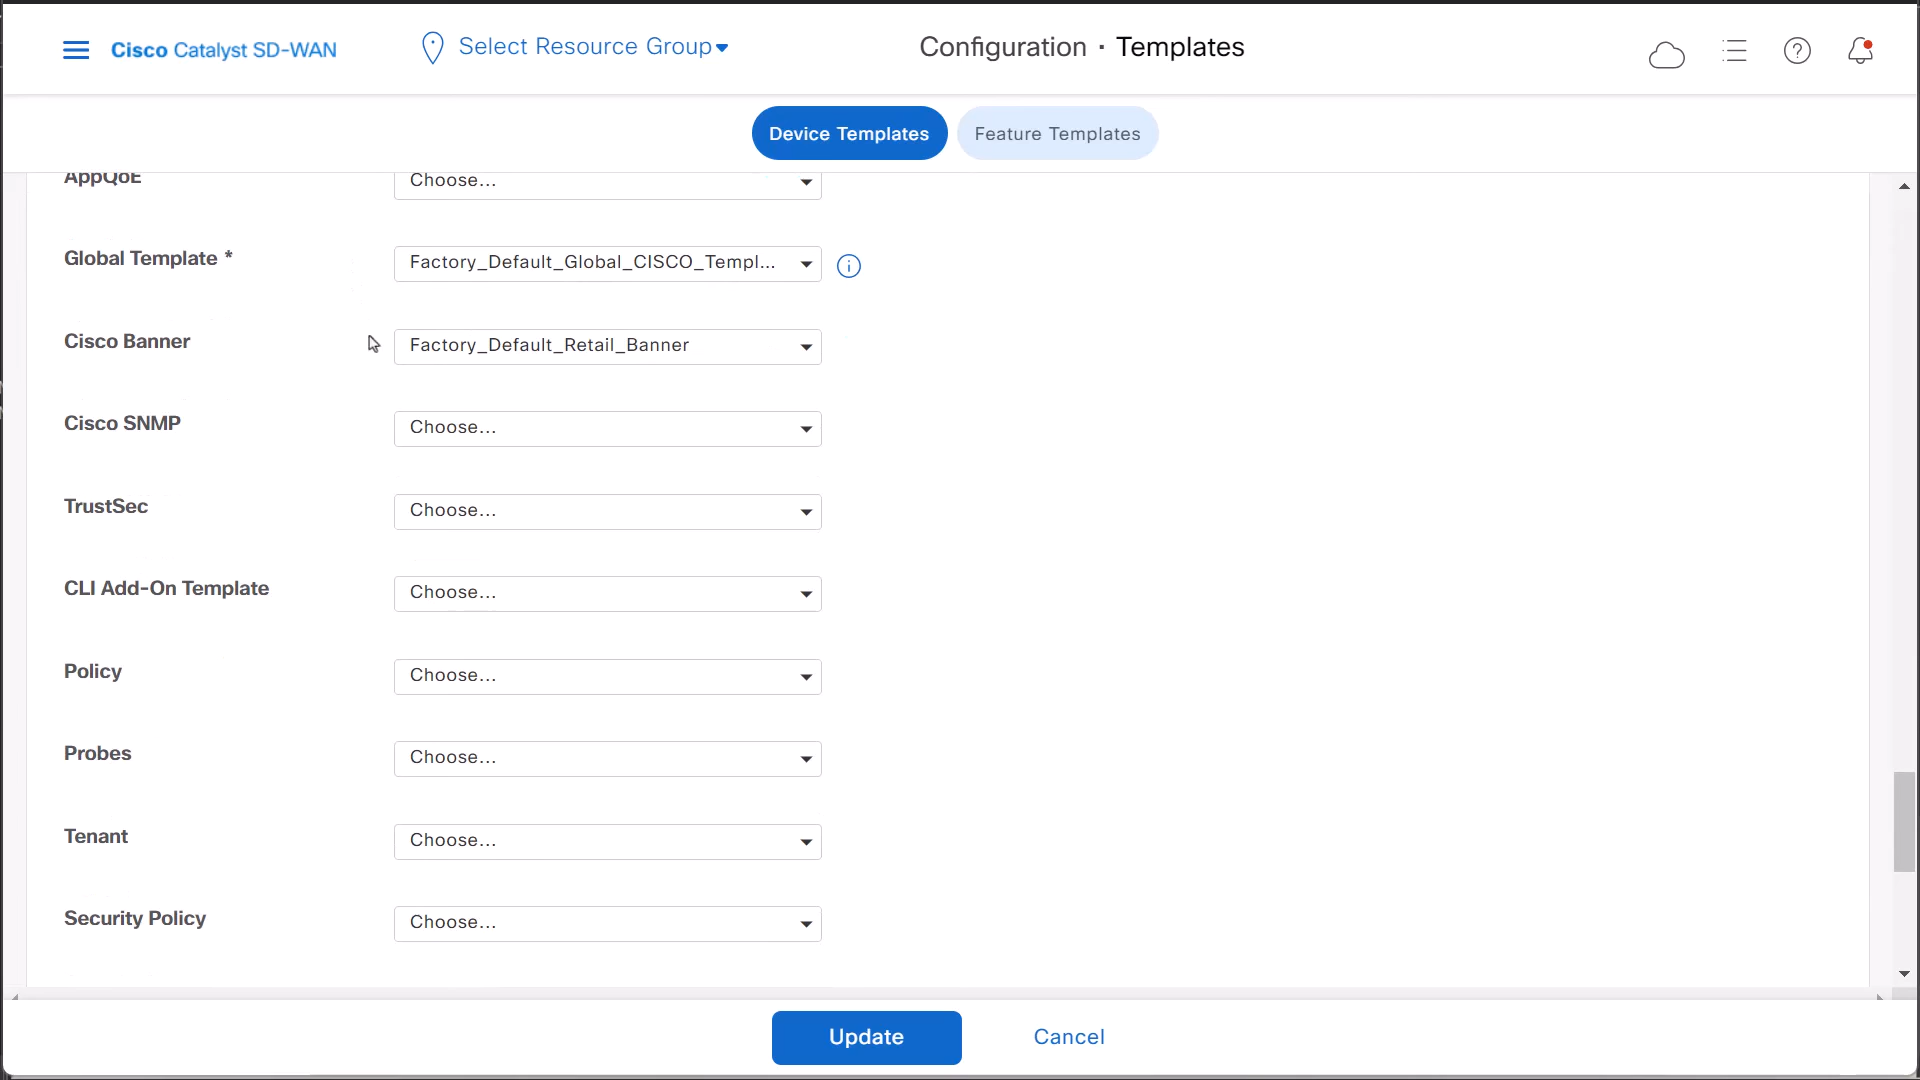 Cisco Catalyst SD-WAN
Select Resource Group
Configuration · Templates
Device Templates
Feature Templates
AppQoE
Choose...
Global Template *
Factory_Default_Global_CISCO_Templ...
Cisco Banner
Factory_Default_Retail_Banner
Cisco SNMP
Choose...
TrustSec
Choose...
CLI Add-On Template
Choose...
Policy
Choose...
Probes
Choose...
Tenant
Choose...
Security Policy
Choose...
Update
Cancel